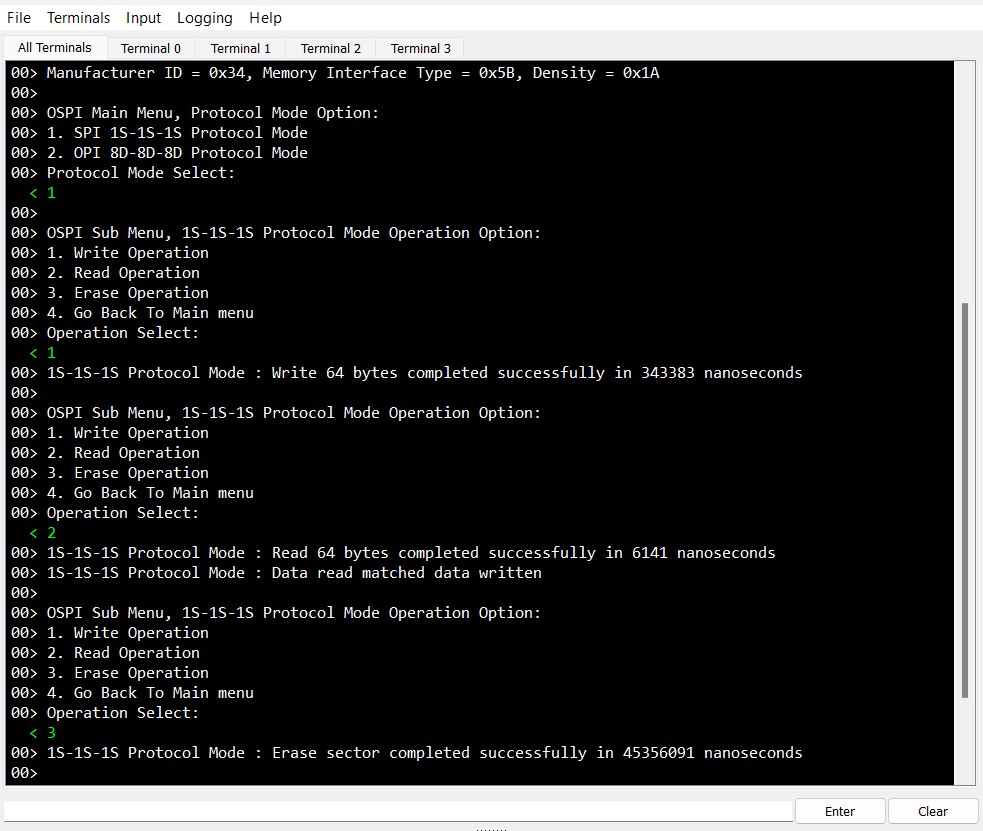 File Terminals Input Logging Help
All Terminals Terminal 0 Terminal 1 Terminal 2 Terminal 3
00> Manufacturer ID = 0x34, Memory Interface Type = 0x5B, Density = 0x1A
00>
00> OSPI Main Menu, Protocol Mode Option:
00> 1. SPI 1S-1S-1S Protocol Mode
00> 2. OPI 8D-8D-8D Protocol Mode
00> Protocol Mode Select:
< 1
00>
00> OSPI Sub Menu, 1S-1S-1S Protocol Mode Operation Option:
00> 1. Write Operation
00> 2. Read Operation
00> 3. Erase Operation
00> 4. Go Back To Main menu
00> Operation Select:
< 1
00> 1S-1S-1S Protocol Mode : Write 64 bytes completed successfully in 343383 nanoseconds
00>
00> OSPI Sub Menu, 1S-1S-1S Protocol Mode Operation Option:
00> 1. Write Operation
00> 2. Read Operation
00> 3. Erase Operation
00> 4. Go Back To Main menu
00> Operation Select:
< 2
00> 1S-1S-1S Protocol Mode : Read 64 bytes completed successfully in 6141 nanoseconds
00> 1S-1S-1S Protocol Mode : Data read matched data written
00>
00> OSPI Sub Menu, 1S-1S-1S Protocol Mode Operation Option:
00> 1. Write Operation
00> 2. Read Operation
00> 3. Erase Operation
00> 4. Go Back To Main menu
00> Operation Select:
< 3
00> 1S-1S-1S Protocol Mode : Erase sector completed successfully in 45356091 nanoseconds
00>
Enter Clear